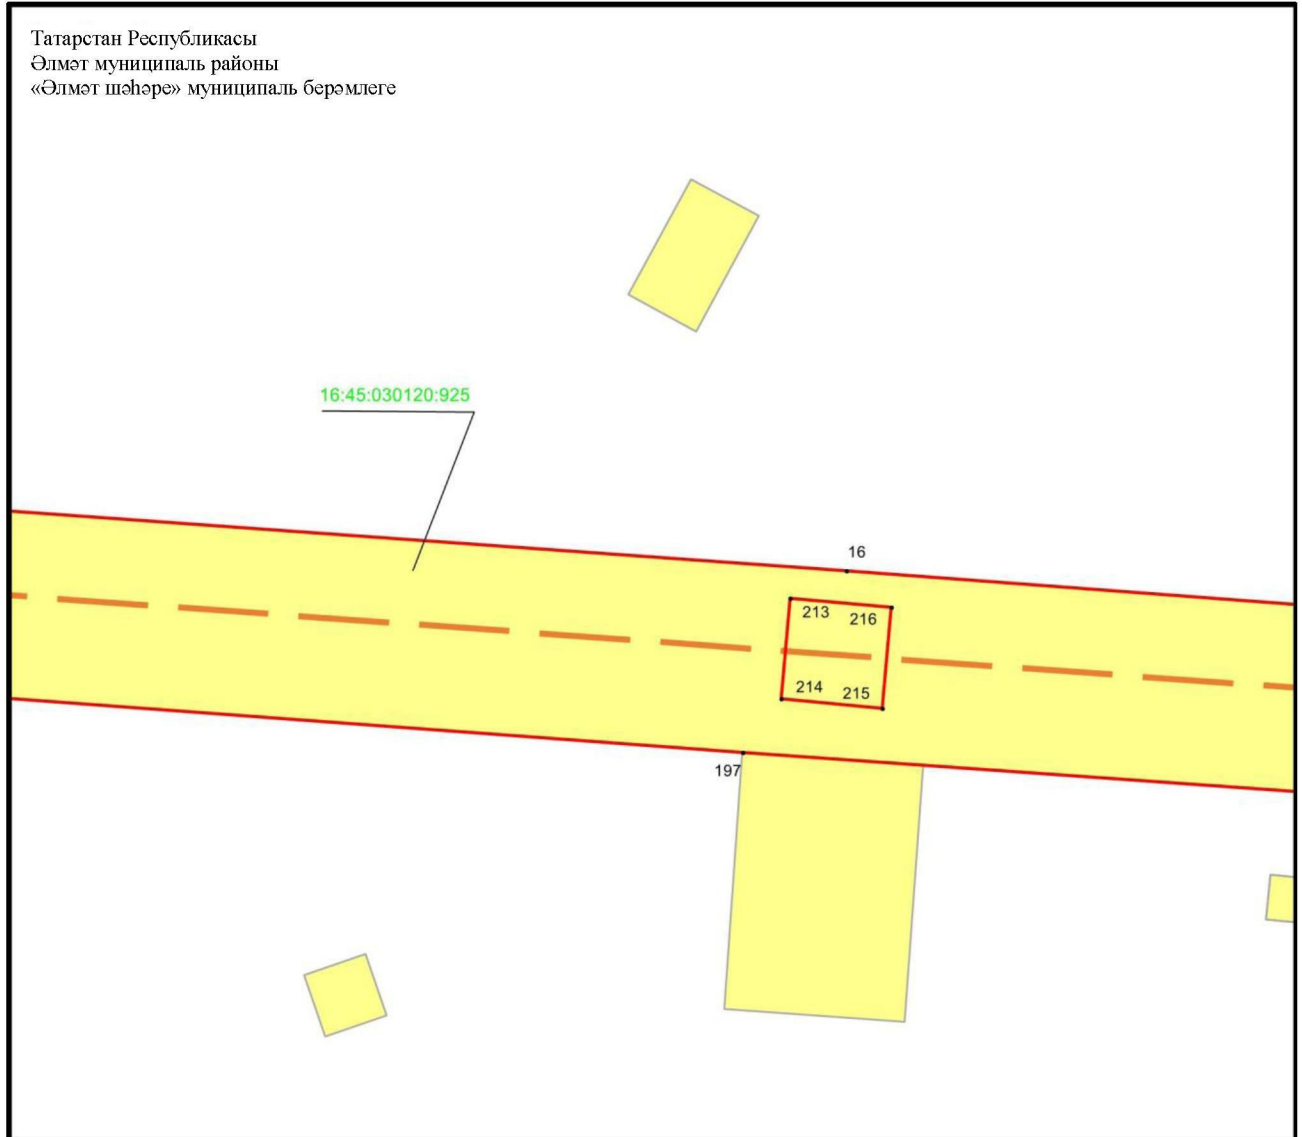 Татарстан Республикасы
Әлмәт муниципаль районы
«Әлмәт шәһәре» муниципаль берәмлеге
16:45:030120:925
16
213
216
214
215
197